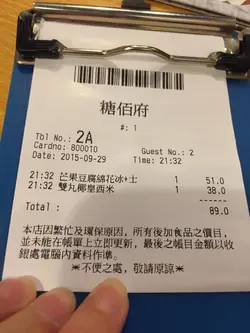 糖佰府
#: 1
Tbl No.: 2A
Cardno: 800010 Guest No.: 2
Date: 2015-09-29 Time: 21:32
21:32 芒果豆腐綿花冰+士 1 51.0
21:32 雙丸椰皇西米 1 38.0
Total : 89.0
本店因繁忙及環保原因，所有後加食品之價目，
並未能在帳單上立即更新，最後之帳目金額以收
銀處電腦內資料作準。
~不便之處，敬請原諒~